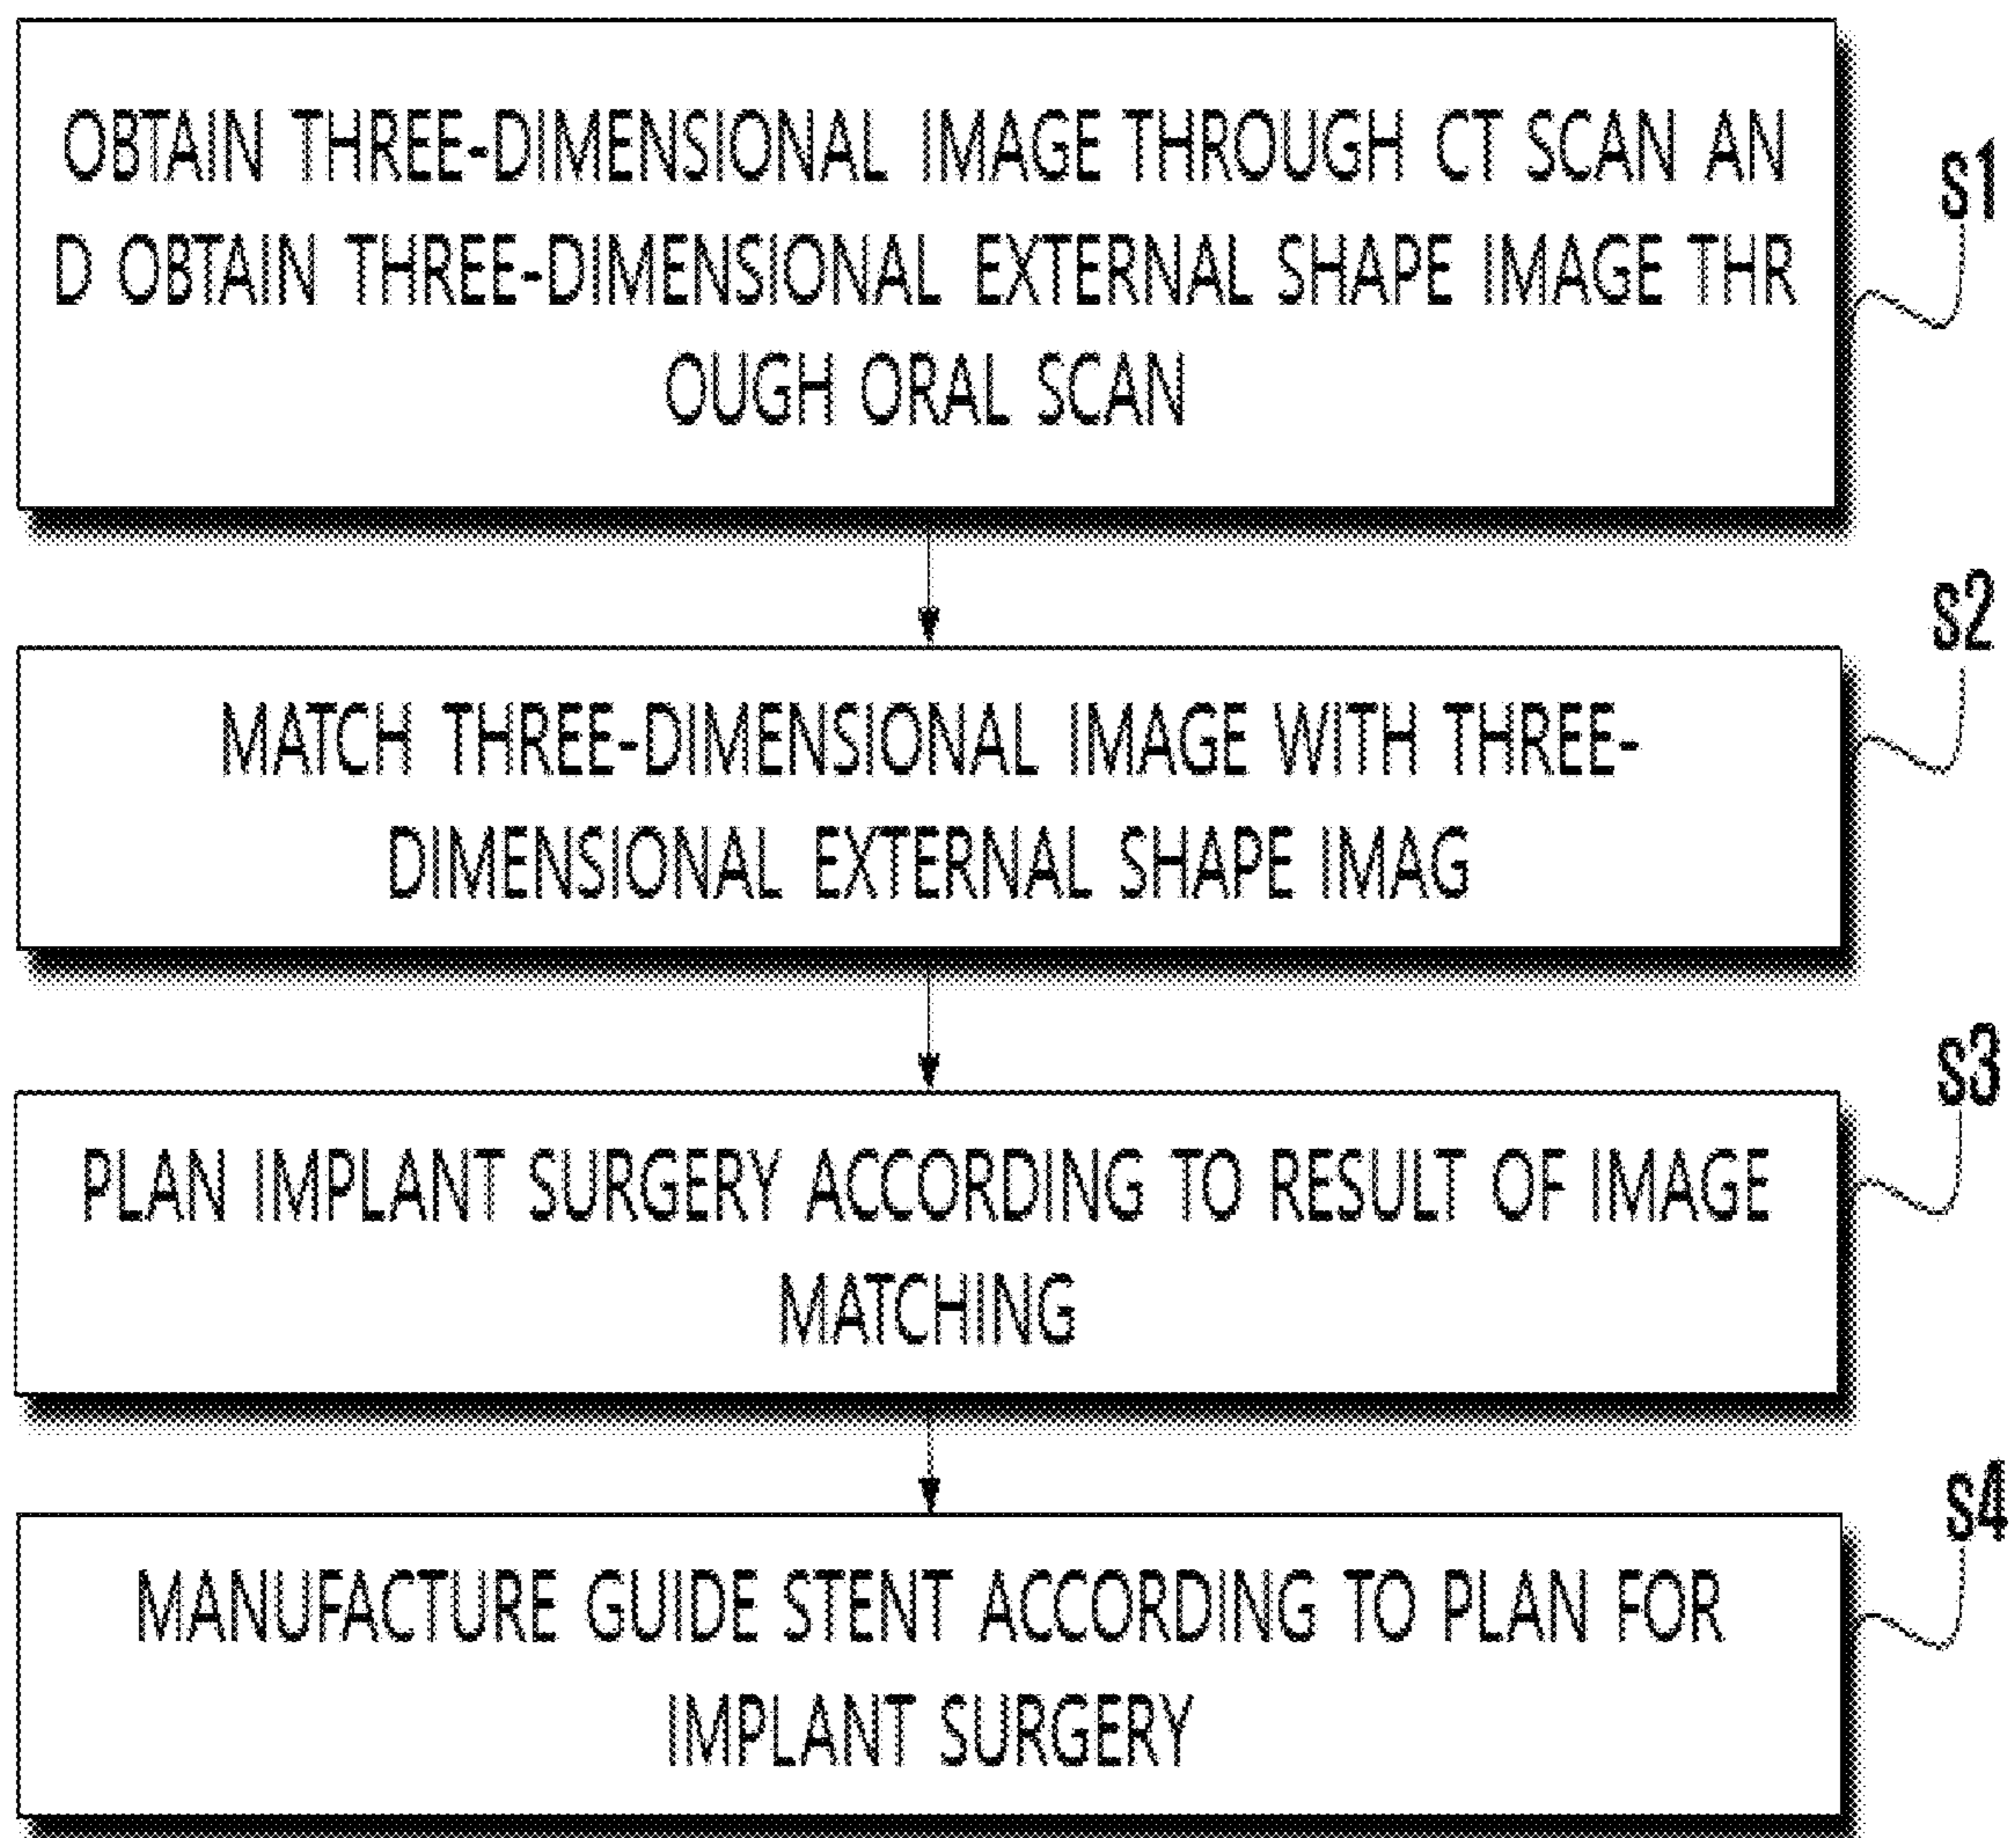 OBTAIN THREE-DIMENSIONAL IMAGE THROUGH CT SCAN AN
D OBTAIN THREE-DIMENSIONAL EXTERNAL SHAPE IMAGE THR
OUGH ORAL SCAN
s1
MATCH THREE-DIMENSIONAL IMAGE WITH THREE-
DIMENSIONAL EXTERNAL SHAPE IMAG
s2
PLAN IMPLANT SURGERY ACCORDING TO RESULT OF IMAGE
MATCHING
s3
MANUFACTURE GUIDE STENT ACCORDING TO PLAN FOR
IMPLANT SURGERY
s4